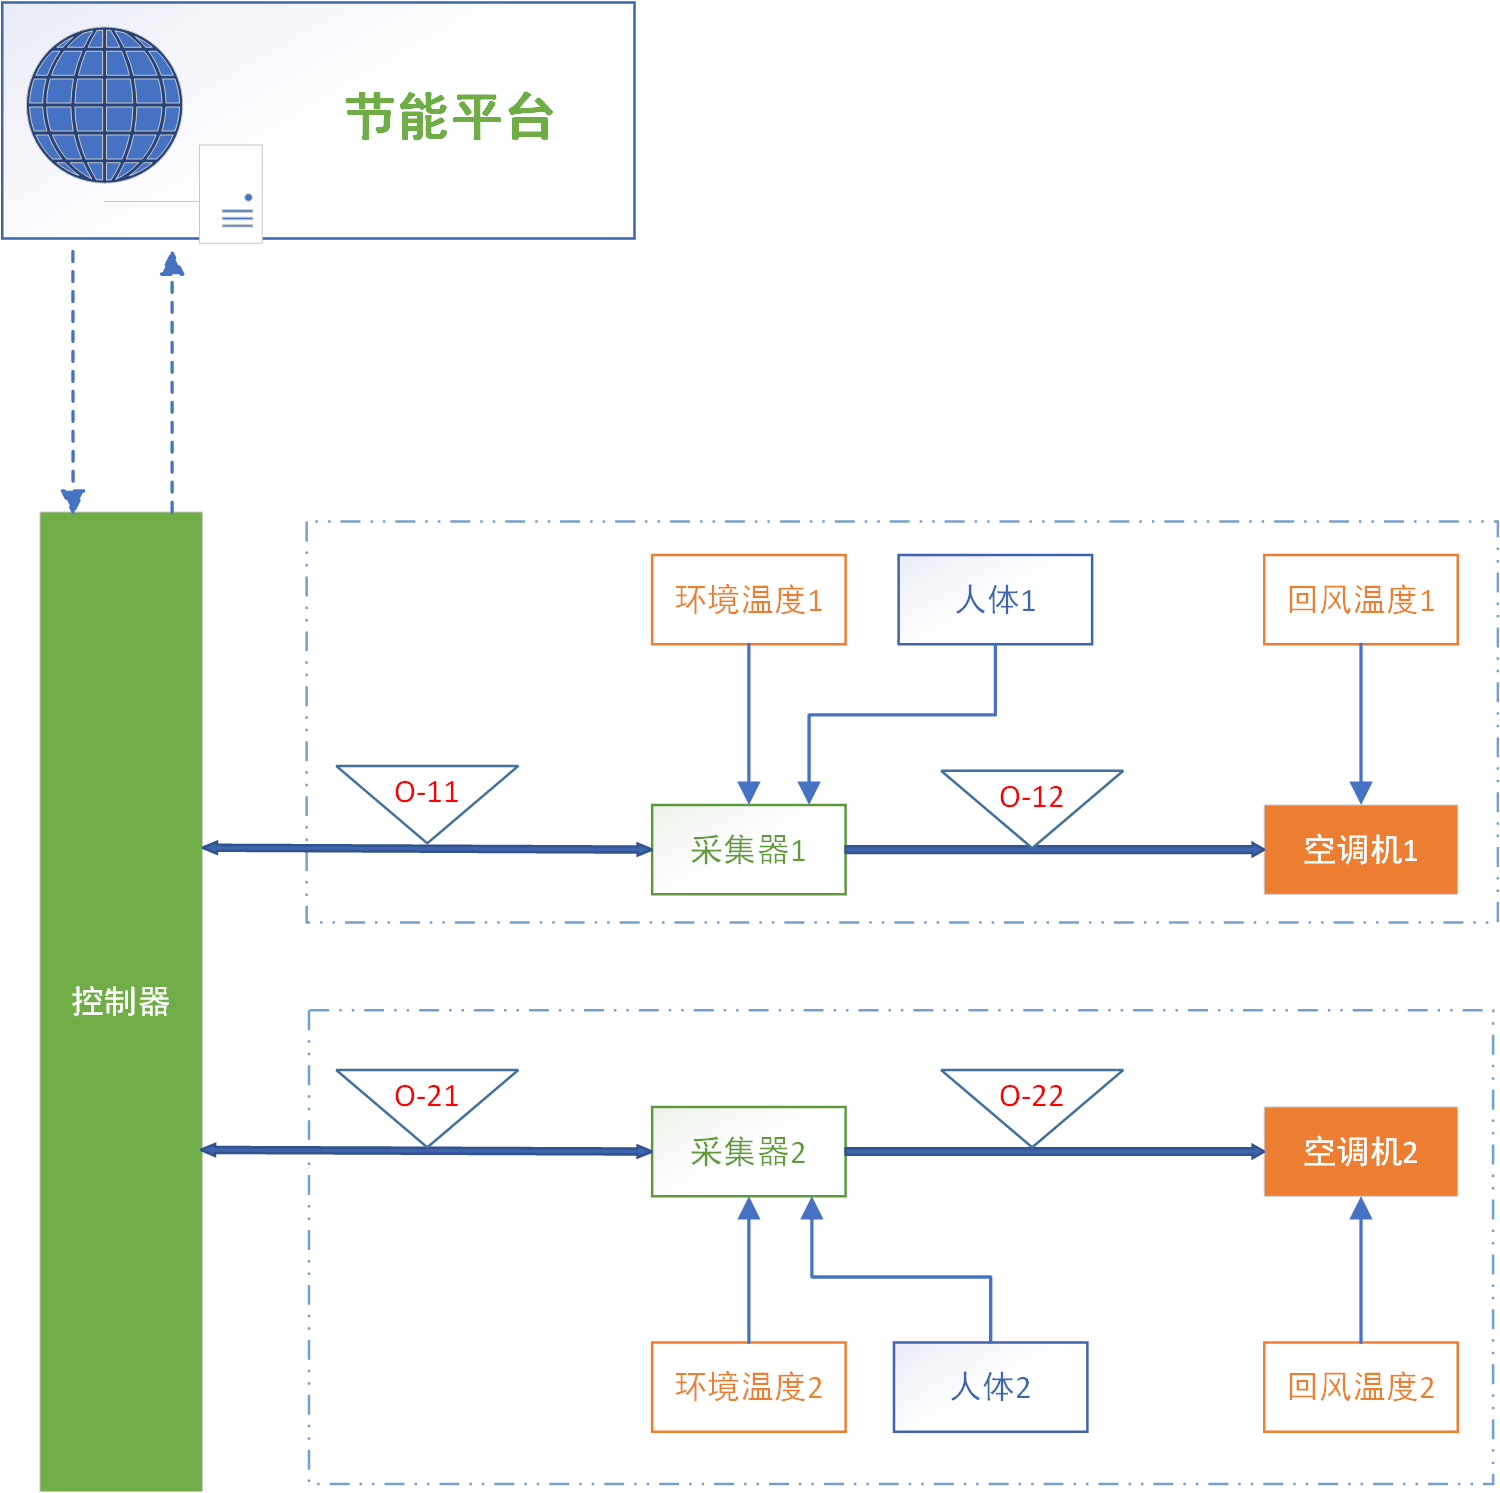 节能平台
环境温度1
人体1
回风温度1
O-11
O-12
采集器1
空调机1
控制器
O-21
O-22
采集器2
空调机2
环境温度2
人体2
回风温度2